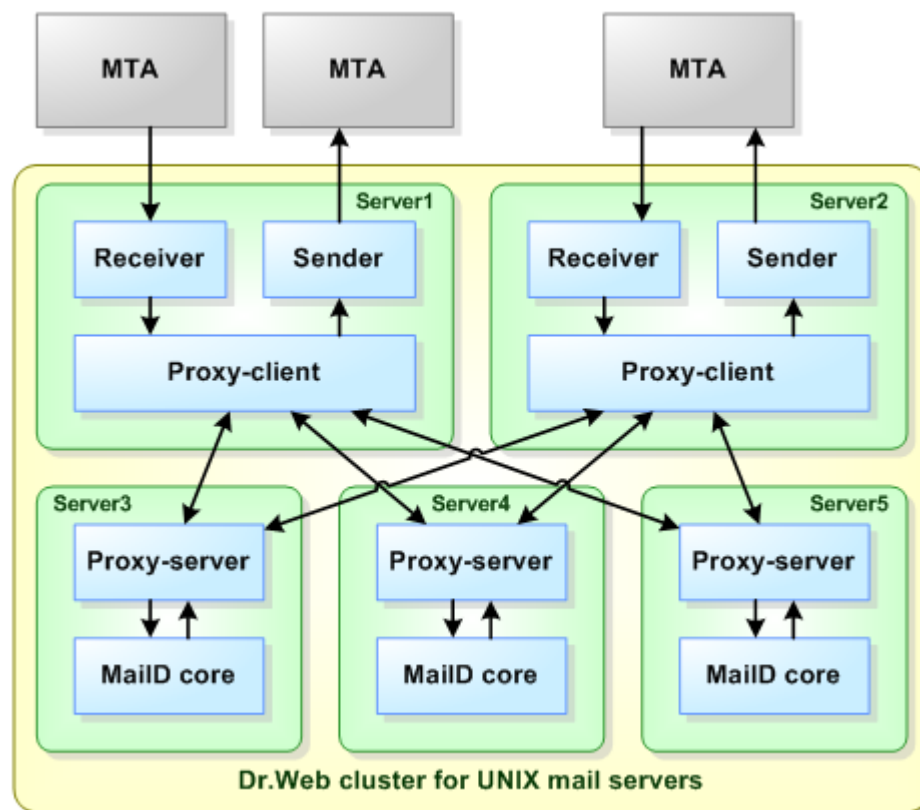 MTA
MTA
MTA
Server1
Server2
Receiver
Sender
Receiver
Sender
Proxy-client
Proxy-client
Server3
Server4
Server5
Proxy-server
Proxy-server
Proxy-server
MailD core
MailD core
MailD core
Dr.Web cluster for UNIX mail servers